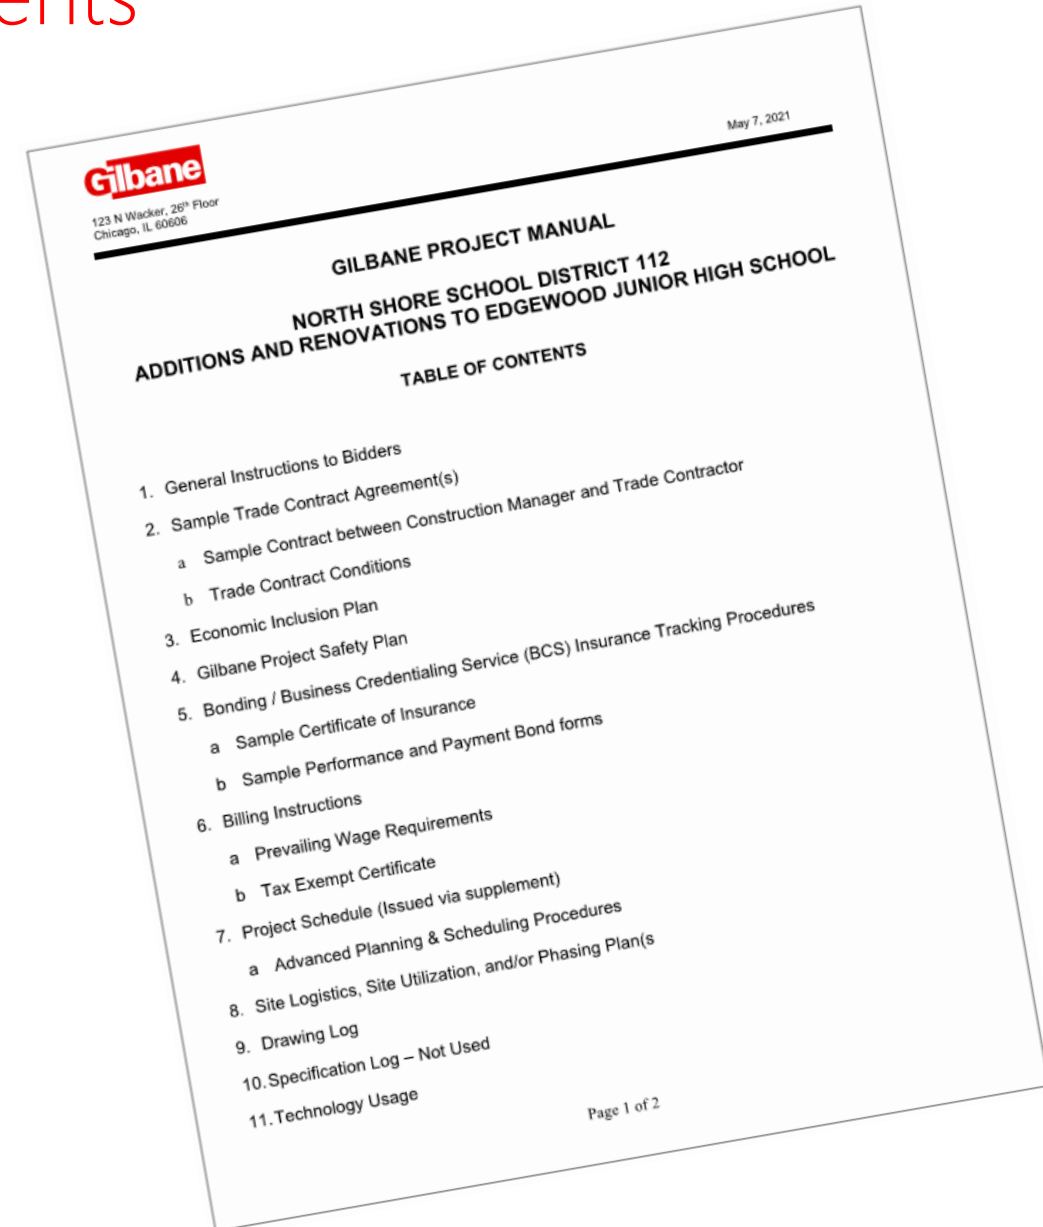 Gilbane
May 7, 2021
123 N Wacker, 26th Floor
Chicago, IL 60606
GILBANE PROJECT MANUAL
NORTH SHORE SCHOOL DISTRICT 112
ADDITIONS AND RENOVATIONS TO EDGEWOOD JUNIOR HIGH SCHOOL
TABLE OF CONTENTS
1. General Instructions to Bidders
2. Sample Trade Contract Agreement(s)
a Sample Contract between Construction Manager and Trade Contractor
b Trade Contract Conditions
3. Economic Inclusion Plan
4. Gilbane Project Safety Plan
5. Bonding / Business Credentialing Service (BCS) Insurance Tracking Procedures
a Sample Certificate of Insurance
b Sample Performance and Payment Bond forms
6. Billing Instructions
a Prevailing Wage Requirements
b Tax Exempt Certificate
7. Project Schedule (Issued via supplement)
a Advanced Planning & Scheduling Procedures
8. Site Logistics, Site Utilization, and/or Phasing Plan(s
9. Drawing Log
10. Specification Log – Not Used
11. Technology Usage
Page 1 of 2